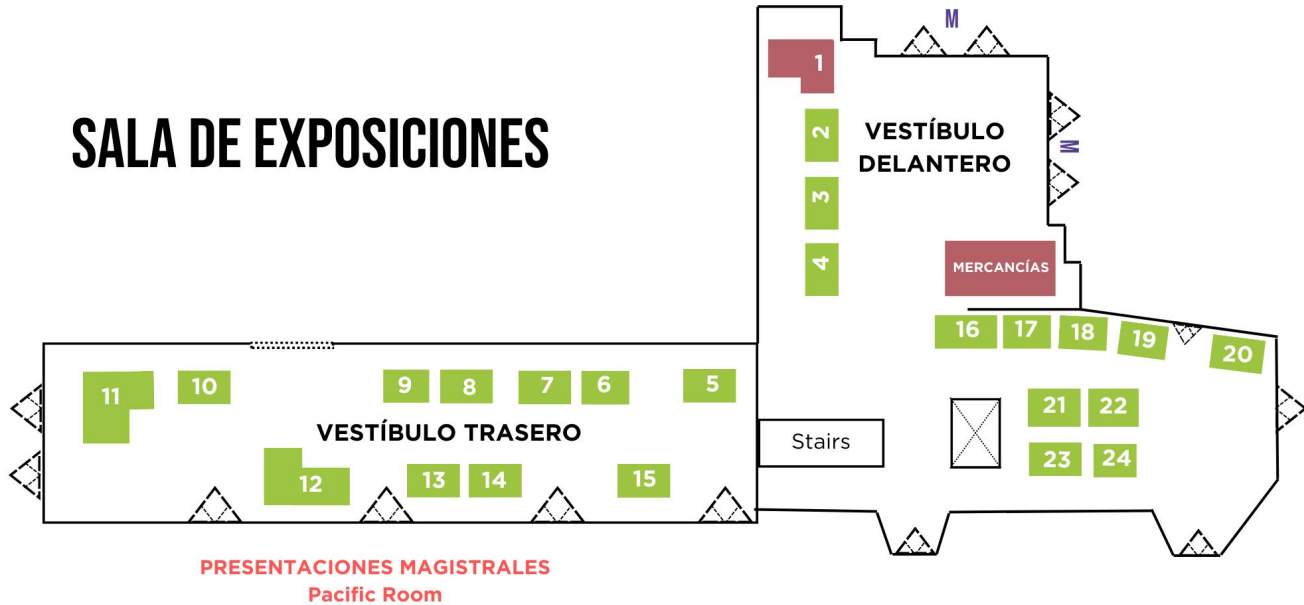 M
1
SALA DE EXPOSICIONES
2
VESTÍBULO
DELANTERO
M
3
4
MERCANCÍAS
16 17 18 19 20
11 10 9 8 7 6 5
21 22
VESTÍBULO TRASERO
Stairs
23 24
12 13 14 15
PRESENTACIONES MAGISTRALES
Pacific Room